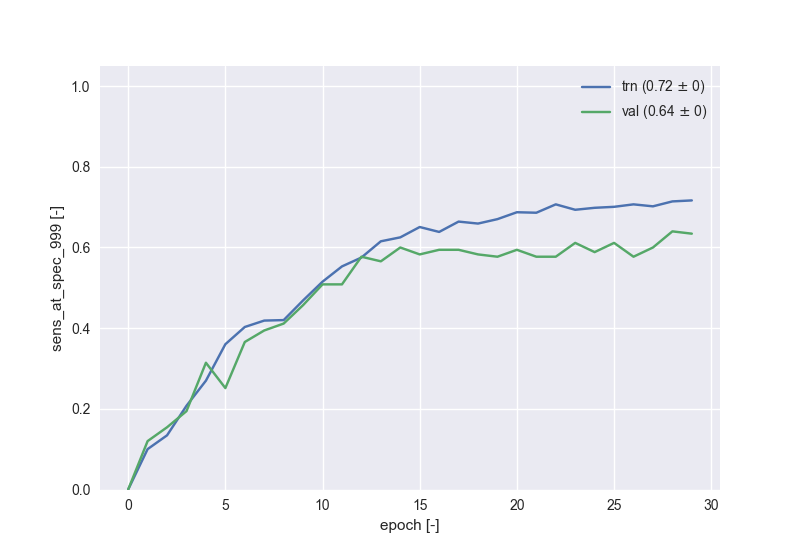 trn (0.72 ± 0)
val (0.64 ± 0)
1.0
0.8
0.6
0.4
0.2
0.0
sens_at_spec_999 [-]
0 5 10 15 20 25 30
epoch [-]